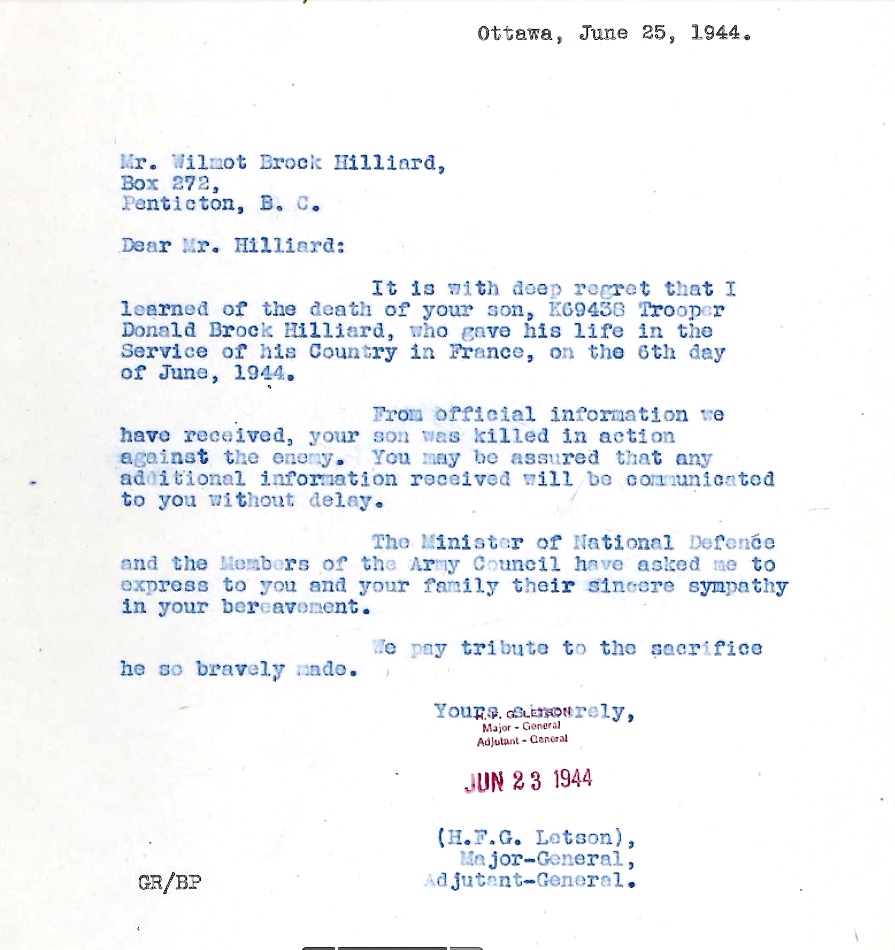 Ottawa, June 25, 1944.
Mr. Wilmot Brock Hilliard,
Box 272,
Penticton, B. C.
Dear Mr. Hilliard:
It is with deep regret that I
learned of the death of your son, K69438 Trooper
Donald Brock Hilliard, who gave his life in the
Service of his Country in France, on the 6th day
of June, 1944.
From official information we
have received, your son was killed in action
against the enemy. You may be assured that any
additional information received will be communicated
to you without delay.
The Minister of National Defence
and the Members of the Army Council have asked me to
express to you and your family their sincere sympathy
in your bereavement.
We pay tribute to the sacrifice
he so bravely made.
Yours sincerely,
H. F. G. LETSON
Major - General
Adjutant - General
JUN 23 1944
(H.F.G. Letson),
Major-General,
Adjutant-General.
GR/BP